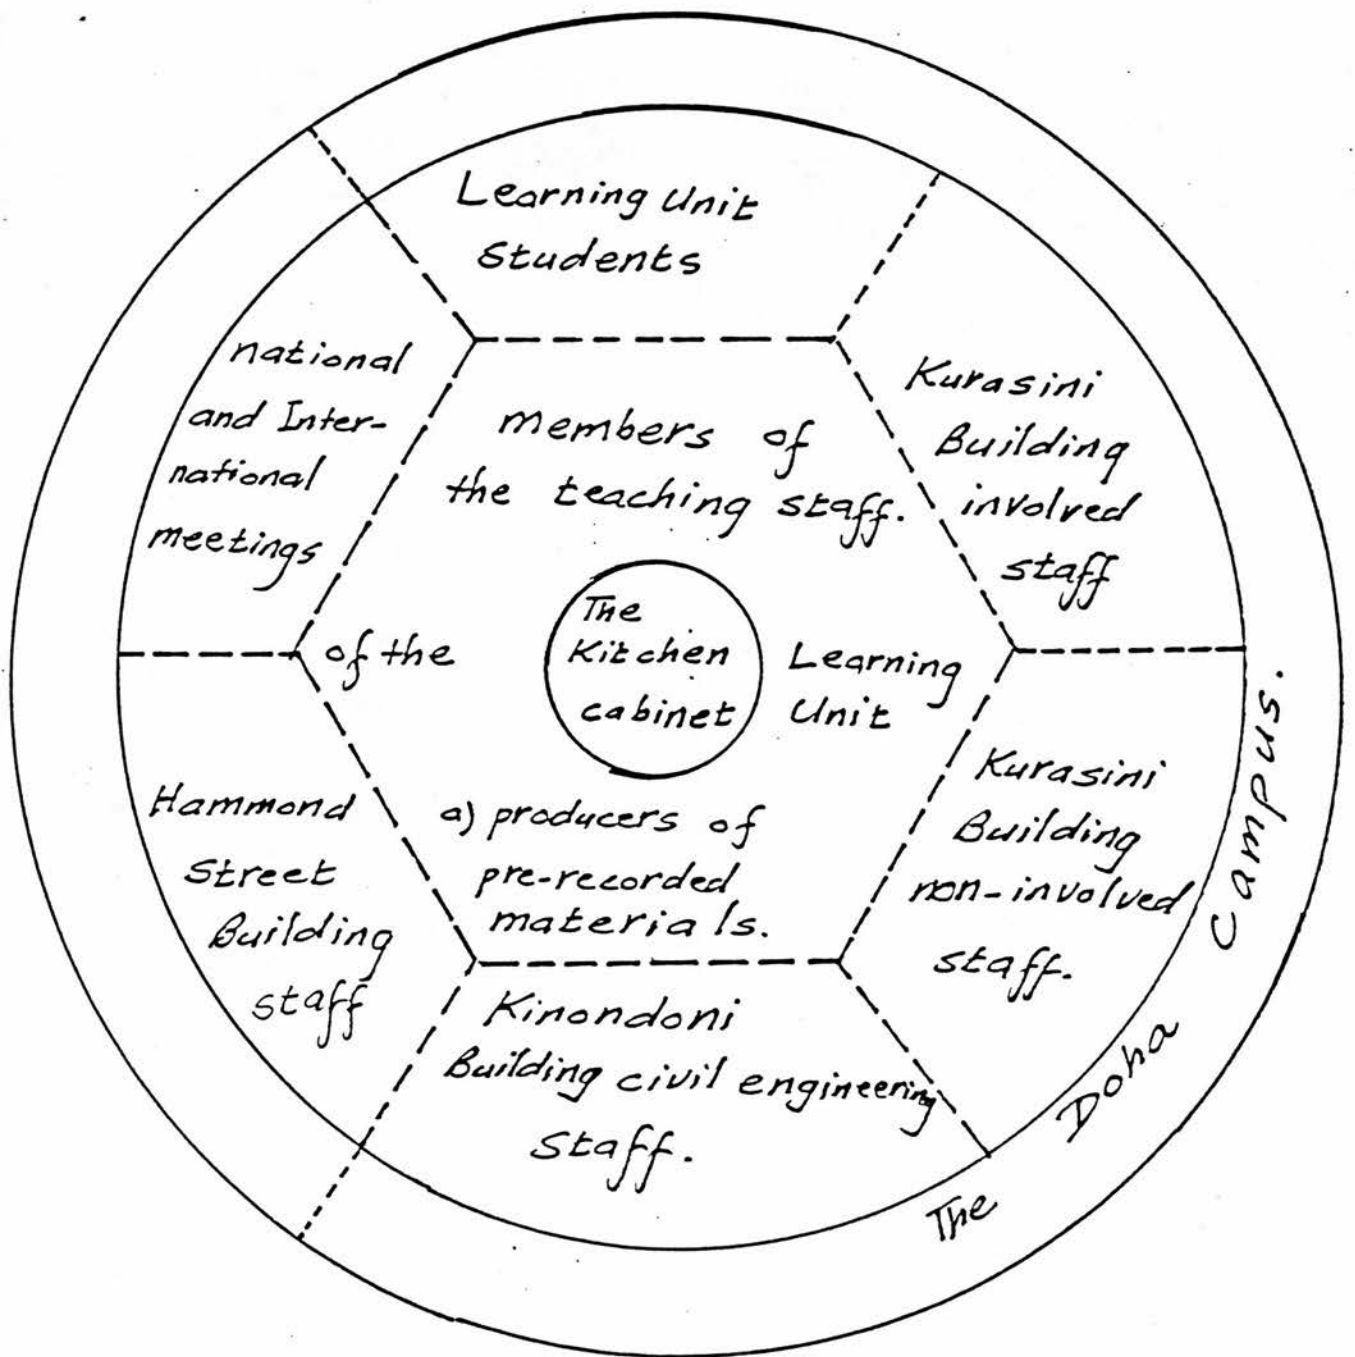 Learning Unit
Students
national
and Inter-
national
meetings
Kurasini
Building
involved
staff
members of
the teaching staff.
of the
The
Kitchen
cabinet
Learning
Unit
a) producers of
pre-recorded
materials.
Hammond
Street
Building
staff
Kurasini
Building
non-involved
staff.
Kinondoni
Building civil engineering
Staff.
The Doha Campus.